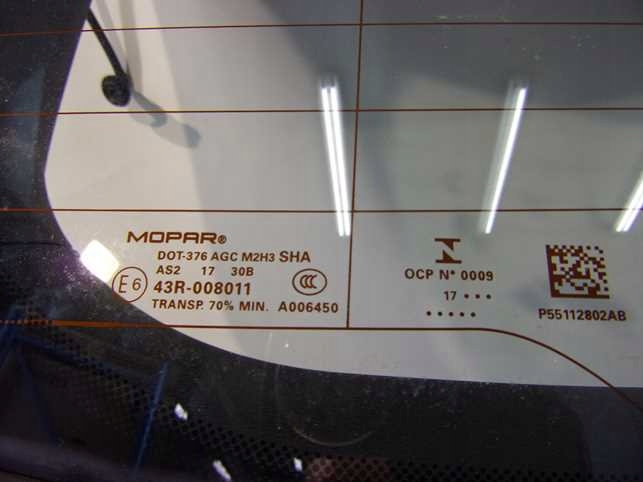 MOPAR®
DOT-376 AGC M2H3 SHA
AS2 17 30B
E6 43R-008011
CCC
TRANSP. 70% MIN. A006450
OCP N° 0009
17 • • •
• • • • •
P55112802AB